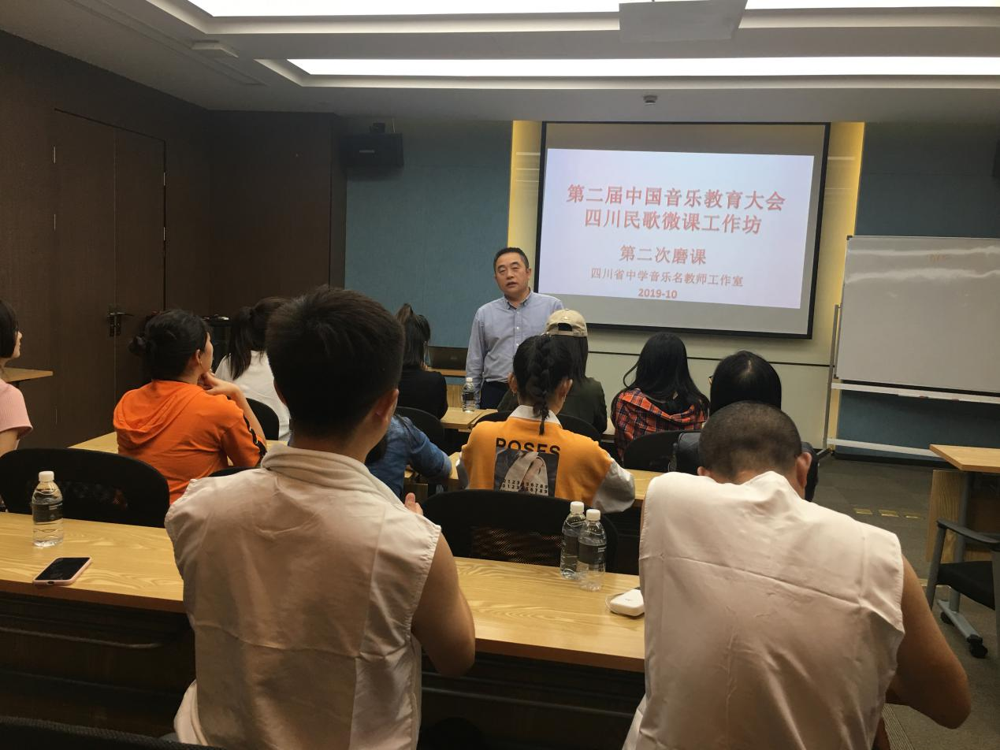 第二届中国音乐教育大会
四川民歌微课工作坊
第二次磨课
四川省中学音乐名教师工作室
2019-10
POSES